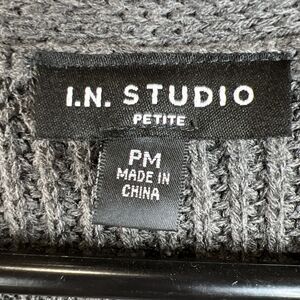 I.N. STUDIO
PETITE
PM
MADE IN
CHINA